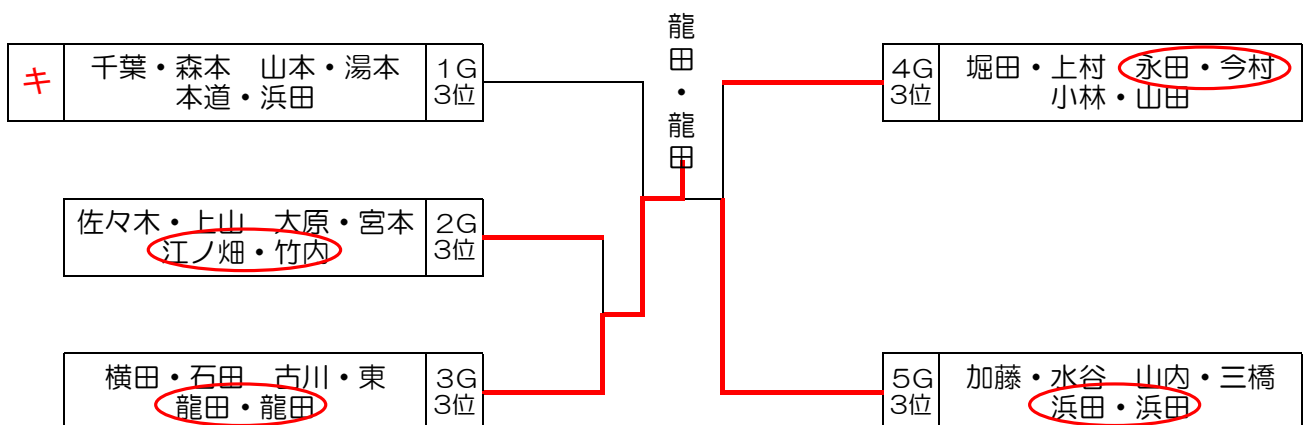 龍田・龍田
キ
千葉・森本 山本・湯本
本道・浜田
1G
3位
佐々木・上山 大原・宮本
江ノ畑・竹内
2G
3位
横田・石田 古川・東
龍田・龍田
3G
3位
4G
3位
堀田・上村 永田・今村
小林・山田
5G
3位
加藤・水谷 山内・三橋
浜田・浜田